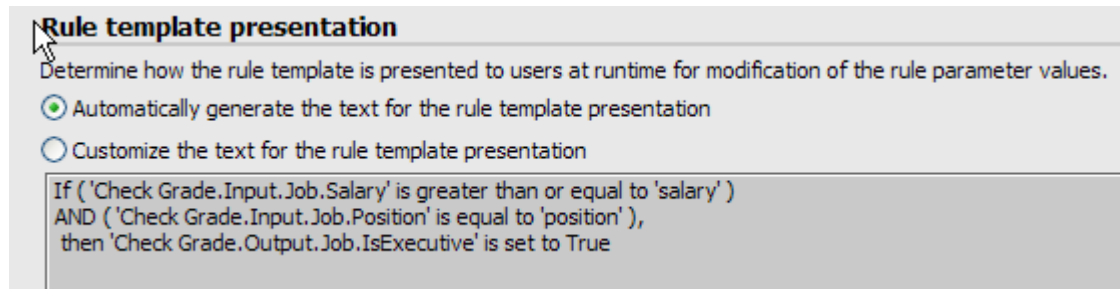 Rule template presentation
Determine how the rule template is presented to users at runtime for modification of the rule parameter values.
Automatically generate the text for the rule template presentation
Customize the text for the rule template presentation
If ( 'Check Grade.Input.Job.Salary' is greater than or equal to 'salary' )
AND ( 'Check Grade.Input.Job.Position' is equal to 'position' ),
then 'Check Grade.Output.Job.IsExecutive' is set to True